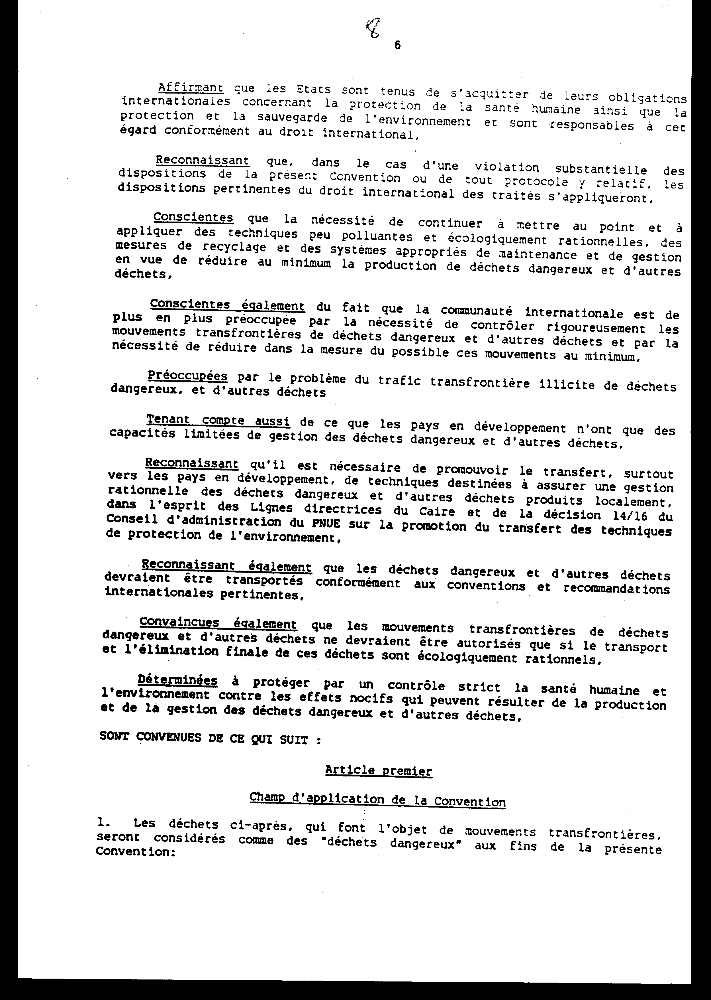 8
6
Affirmant que les Etats sont tenus de s'acquitter de leurs obligations
internationales concernant la protection de la santé humaine ainsi que la
protection et la sauvegarde de l'environnement et sont responsables à cet
égard conformément au droit international,
Reconnaissant que, dans le cas d'une violation substantielle des
dispositions de la présent Convention ou de tout protocole y relatif, les
dispositions pertinentes du droit international des traités s'appliqueront,
Conscientes que la nécessité de continuer à mettre au point et à
appliquer des techniques peu polluantes et écologiquement rationnelles, des
mesures de recyclage et des systèmes appropriés de maintenance et de gestion
en vue de réduire au minimum la production de déchets dangereux et d'autres
déchets,
Conscientes également du fait que la communauté internationale est de
plus en plus préoccupée par la nécessité de contrôler rigoureusement les
mouvements transfrontières de déchets dangereux et d'autres déchets et par la
nécessité de réduire dans la mesure du possible ces mouvements au minimum,
Préoccupées par le problème du trafic transfrontière illicite de déchets
dangereux, et d'autres déchets
Tenant compte aussi de ce que les pays en développement n'ont que des
capacités limitées de gestion des déchets dangereux et d'autres déchets,
Reconnaissant qu'il est nécessaire de promouvoir le transfert, surtout
vers les pays en développement, de techniques destinées à assurer une gestion
rationnelle des déchets dangereux et d'autres déchets produits localement,
dans l'esprit des Lignes directrices du Caire et de la décision 14/16 du
Conseil d'administration du PNUE sur la promotion du transfert des techniques
de protection de l'environnement,
Reconnaissant également que les déchets dangereux et d'autres déchets
devraient être transportés conformément aux conventions et recommandations
internationales pertinentes,
Convaincues également que les mouvements transfrontières de déchets
dangereux et d'autres déchets ne devraient être autorisés que si le transport
et l'élimination finale de ces déchets sont écologiquement rationnels,
Déterminées à protéger par un contrôle strict la santé humaine et
l'environnement contre les effets nocifs qui peuvent résulter de la production
et de la gestion des déchets dangereux et d'autres déchets,
SONT CONVENUES DE CE QUI SUIT :
Article premier
Champ d'application de la Convention
1. Les déchets ci-après, qui font l'objet de mouvements transfrontières,
seront considérés comme des "déchets dangereux" aux fins de la présente
Convention: